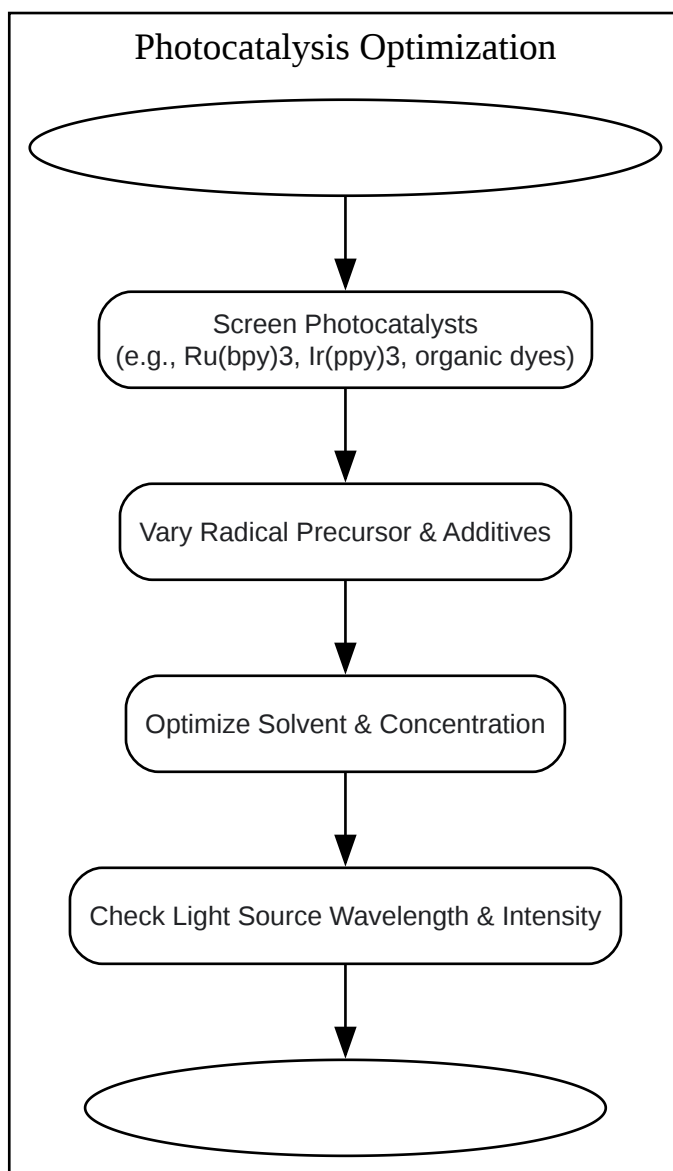 Photocatalysis Optimization
Screen Photocatalysts
(e.g., Ru(bpy)3, Ir(ppy)3, organic dyes)
Vary Radical Precursor & Additives
Optimize Solvent & Concentration
Check Light Source Wavelength & Intensity